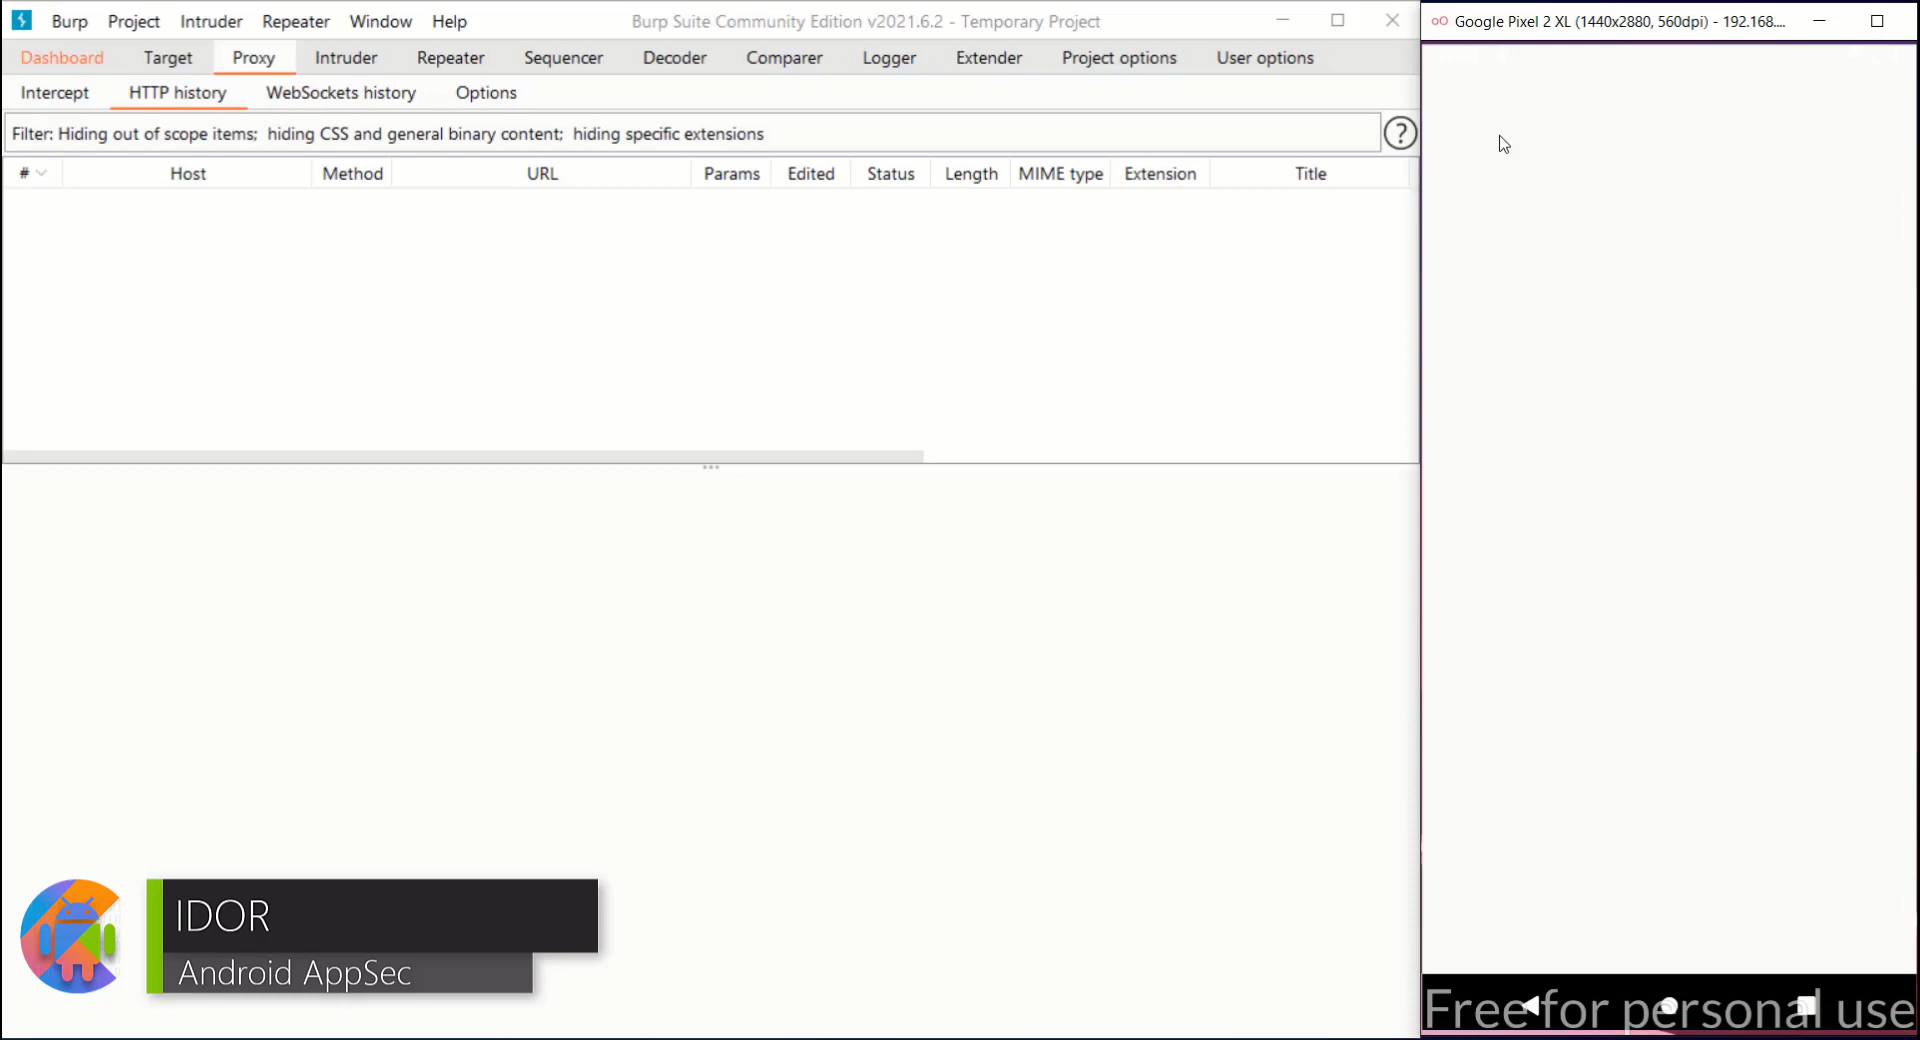 Burp Project Intruder Repeater Window Help Burp Suite Community Edition v2021.6.2 - Temporary Project
Dashboard Target Proxy Intruder Repeater Sequencer Decoder Comparer Logger Extender Project options User options
Intercept HTTP history WebSockets history Options
Filter: Hiding out of scope items; hiding CSS and general binary content; hiding specific extensions ?
# Host Method URL Params Edited Status Length MIME type Extension Title
IDOR
Android AppSec
Google Pixel 2 XL (1440x2880, 560dpi) - 192.168....
Free for personal use